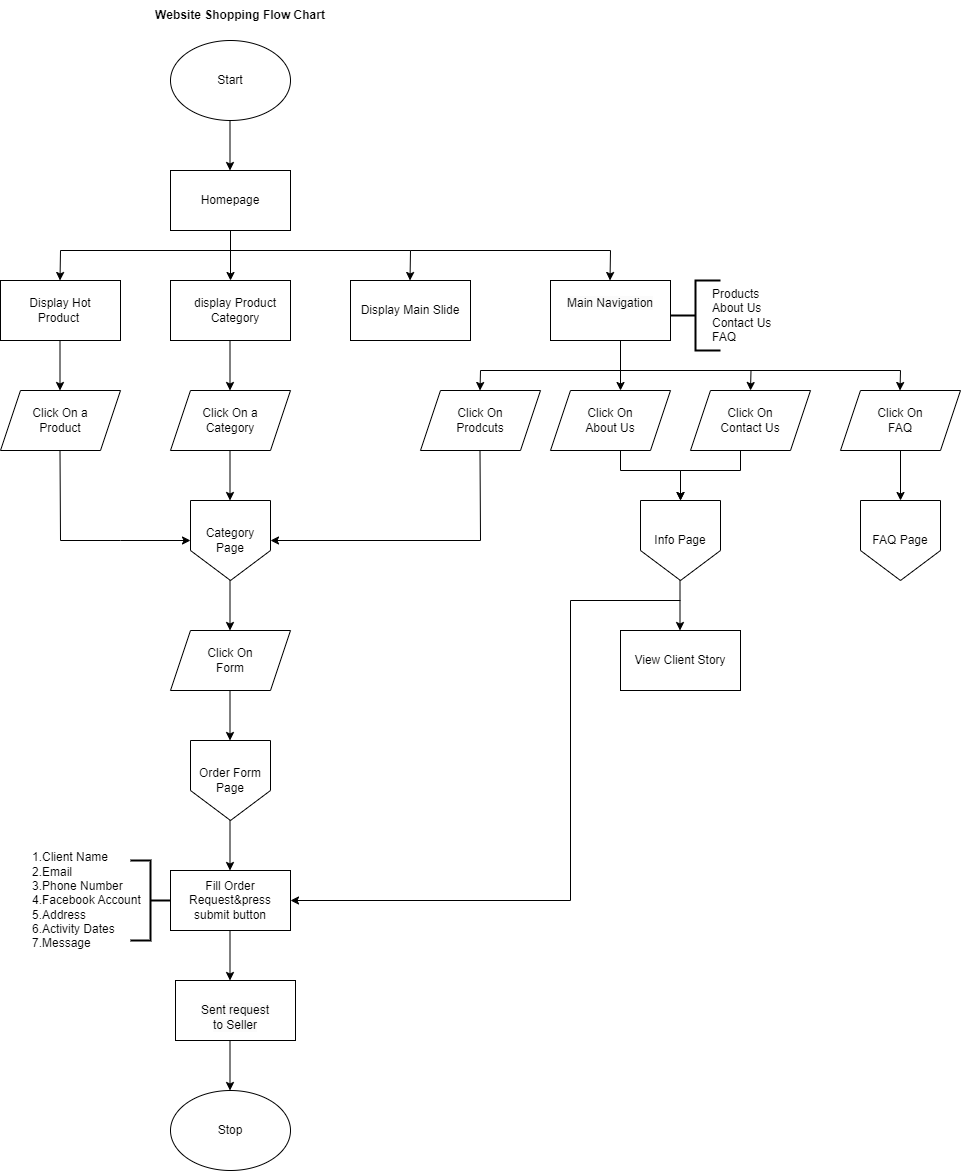 Website Shopping Flow Chart
Start
Homepage
Display Hot
Product
display Product
Category
Display Main Slide
Main Navigation
Products
About Us
Contact Us
FAQ
Click On a
Product
Click On a
Category
Click On
Prodcuts
Click On
About Us
Click On
Contact Us
Click On
FAQ
Category
Page
Info Page
FAQ Page
Click On
Form
View Client Story
Order Form
Page
1.Client Name
2.Email
3.Phone Number
4.Facebook Account
5.Address
6.Activity Dates
7.Message
Fill Order
Request&press
submit button
Sent request
to Seller
Stop